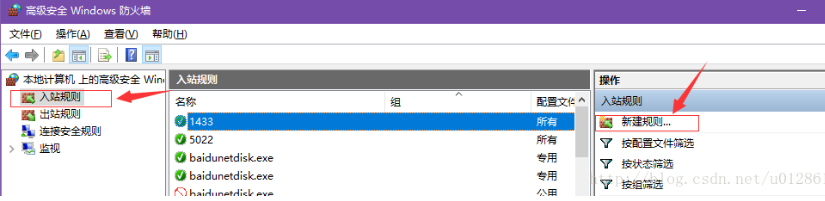 高级安全 Windows 防火墙
文件(F) 操作(A) 查看(V) 帮助(H)
本地计算机 上的高级安全 Win
入站规则
出站规则
连接安全规则
监视
入站规则
名称 组 配置文件
1433 所有
5022 所有
baidunetdisk.exe 专用
baidunetdisk.exe 专用
baidunetdisk.exe 公用
操作
入站规则
新建规则...
按配置文件筛选
按状态筛选
按组筛选
http://blog.csdn.net/u012861